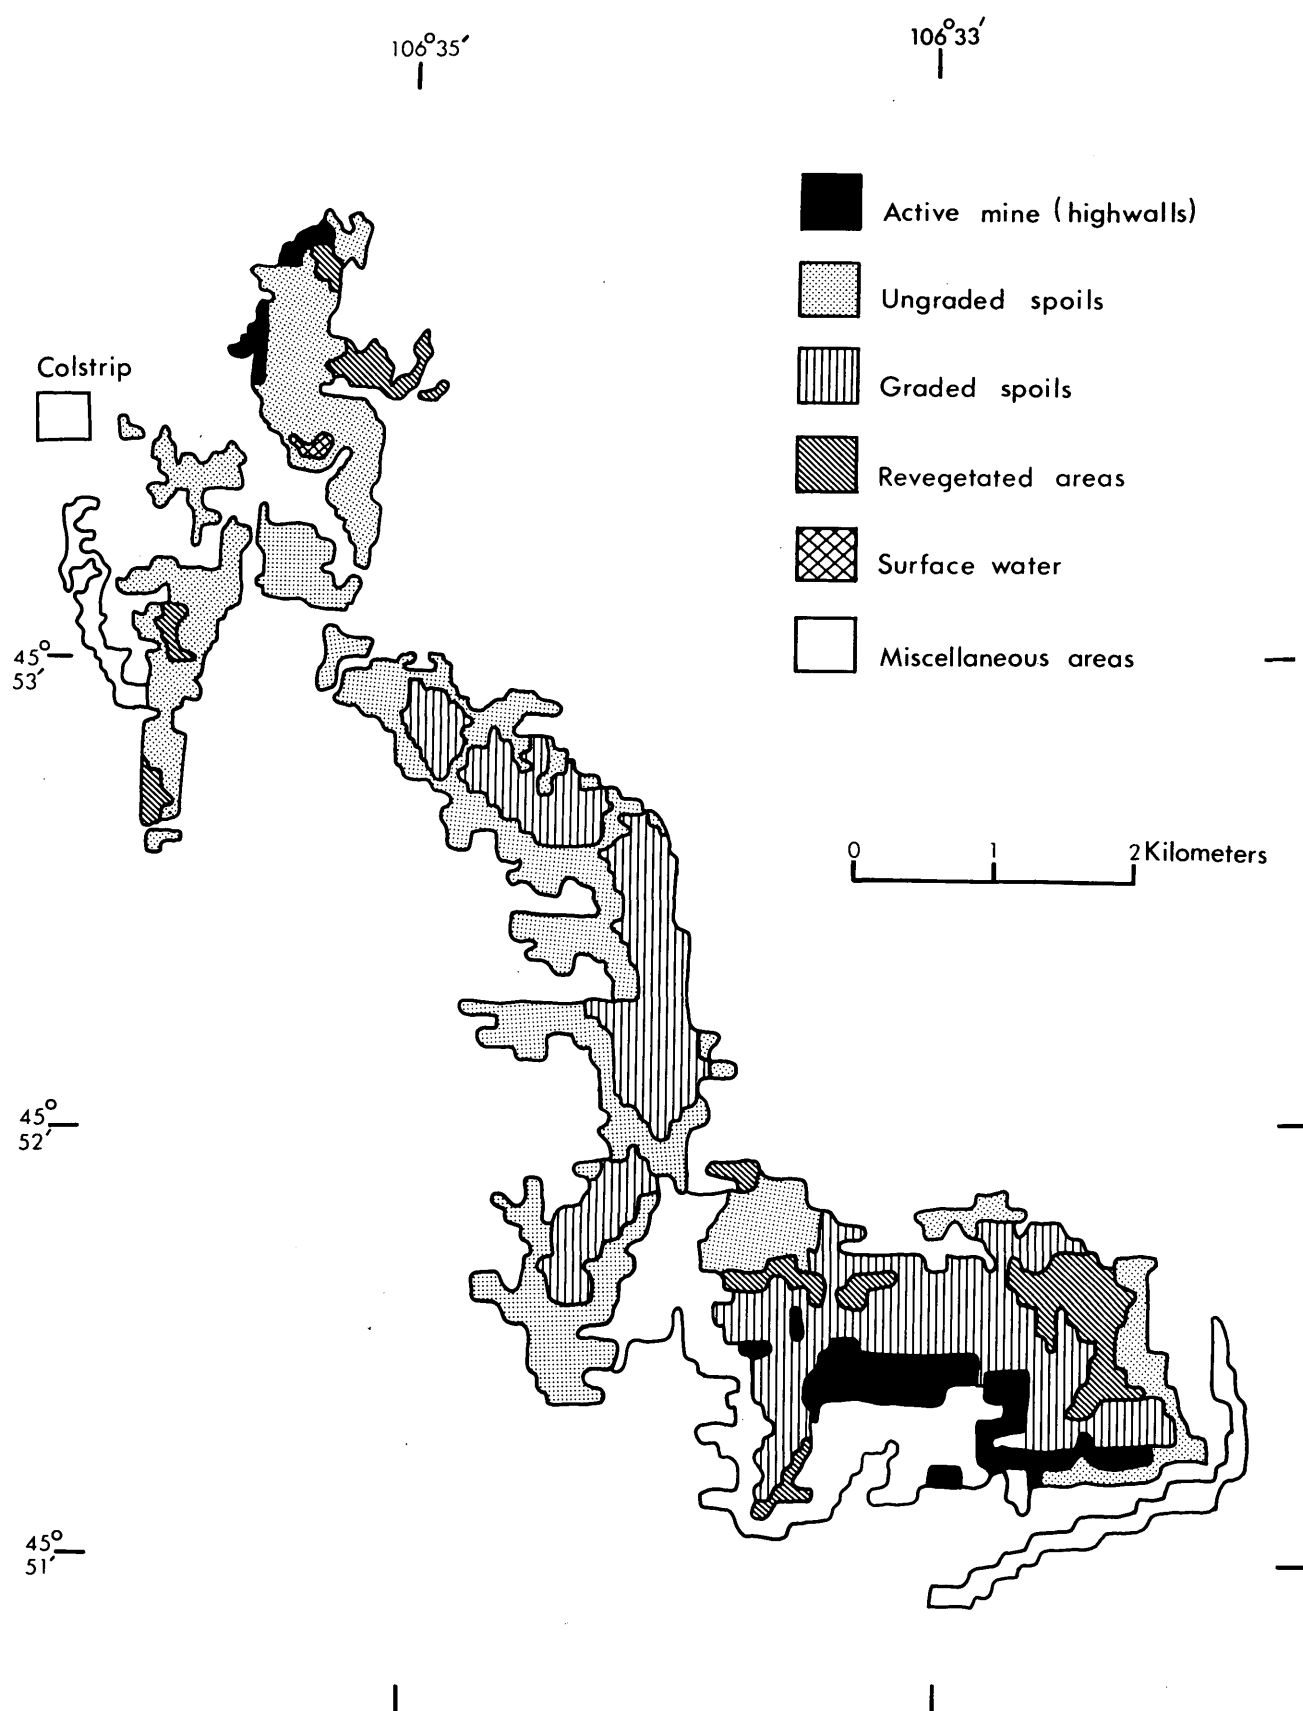 106°35′
106°33′
Active mine (highwalls)
Ungraded spoils
Graded spoils
Revegetated areas
Surface water
Miscellaneous areas
Colstrip
45°
53′
0 1 2 Kilometers
45°
52′
45°
51′